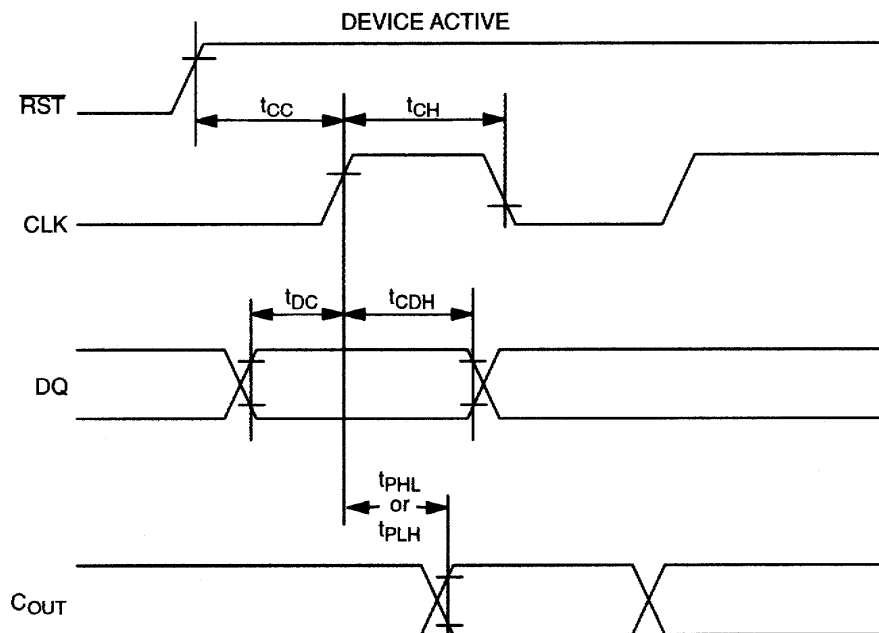 DEVICE ACTIVE
RST
tCC
tCH
CLK
tDC
tCDH
DQ
tPHL
or
tPLH
COUT